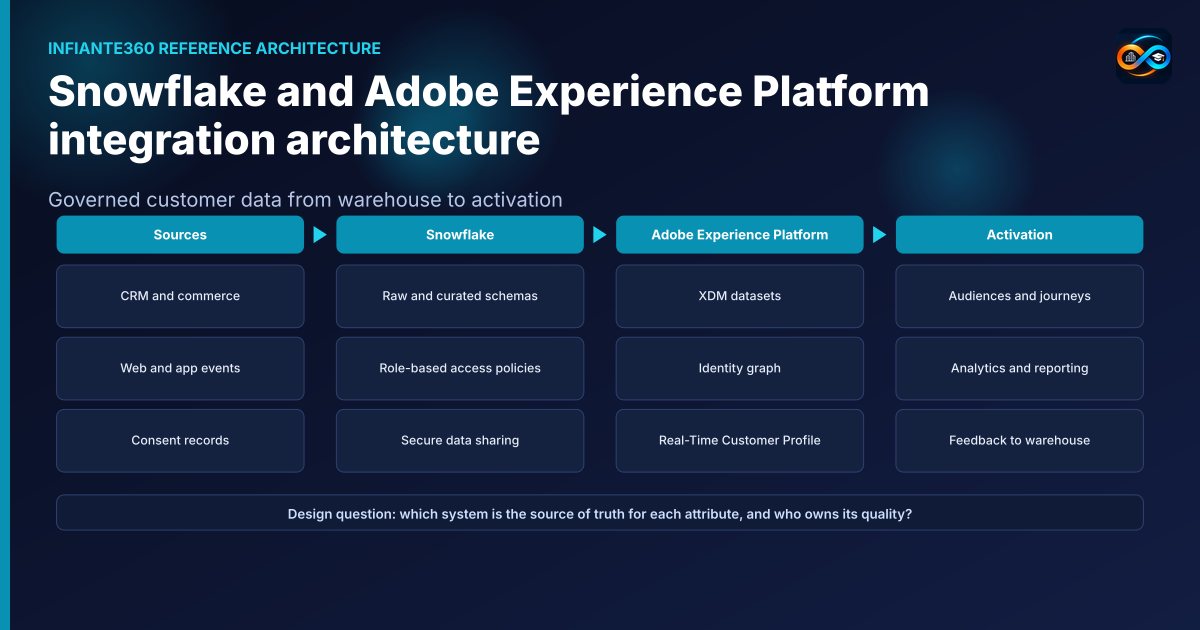 INFIANTE360 REFERENCE ARCHITECTURE
Snowflake and Adobe Experience Platform
integration architecture
Governed customer data from warehouse to activation
Sources
Snowflake
Adobe Experience Platform
Activation
CRM and commerce
Raw and curated schemas
XDM datasets
Audiences and journeys
Web and app events
Role-based access policies
Identity graph
Analytics and reporting
Consent records
Secure data sharing
Real-Time Customer Profile
Feedback to warehouse
Design question: which system is the source of truth for each attribute, and who owns its quality?